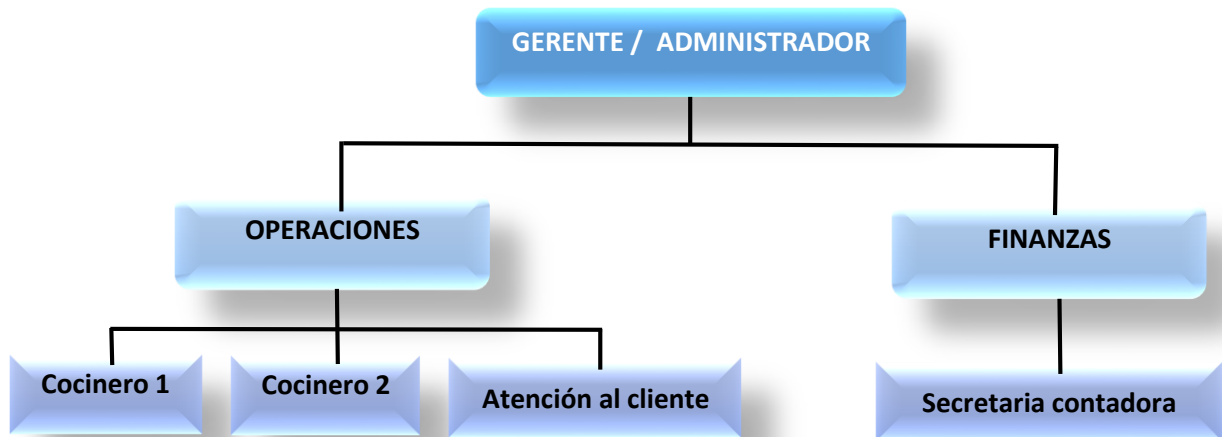 GERENTE / ADMINISTRADOR
OPERACIONES
FINANZAS
Cocinero 1
Cocinero 2
Atención al cliente
Secretaria contadora